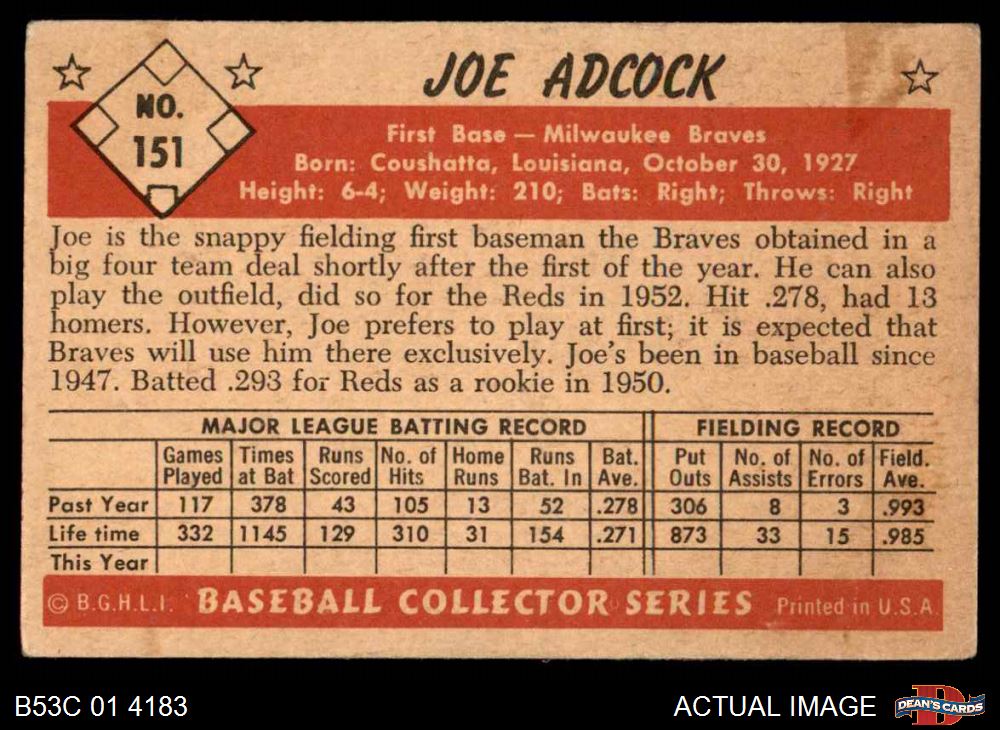 JOE ADCOCK
NO.
151
First Base — Milwaukee Braves
Born: Coushatta, Louisiana, October 30, 1927
Height: 6-4; Weight: 210; Bats: Right; Throws: Right
Joe is the snappy fielding first baseman the Braves obtained in a
big four team deal shortly after the first of the year. He can also
play the outfield, did so for the Reds in 1952. Hit .278, had 13
homers. However, Joe prefers to play at first; it is expected that
Braves will use him there exclusively. Joe's been in baseball since
1947. Batted .293 for Reds as a rookie in 1950.
MAJOR LEAGUE BATTING RECORD FIELDING RECORD
Games Times Runs No. of Home Runs Bat. Put No. of No. of Field.
Played at Bat Scored Hits Runs Bat. In Ave. Outs Assists Errors Ave.
Past Year 117 378 43 105 13 52 .278 306 8 3 .993
Life time 332 1145 129 310 31 154 .271 873 33 15 .985
This Year
© B.G.H.L.I. BASEBALL COLLECTOR SERIES Printed in U.S.A.
B53C 01 4183 ACTUAL IMAGE DEAN'S CARDS